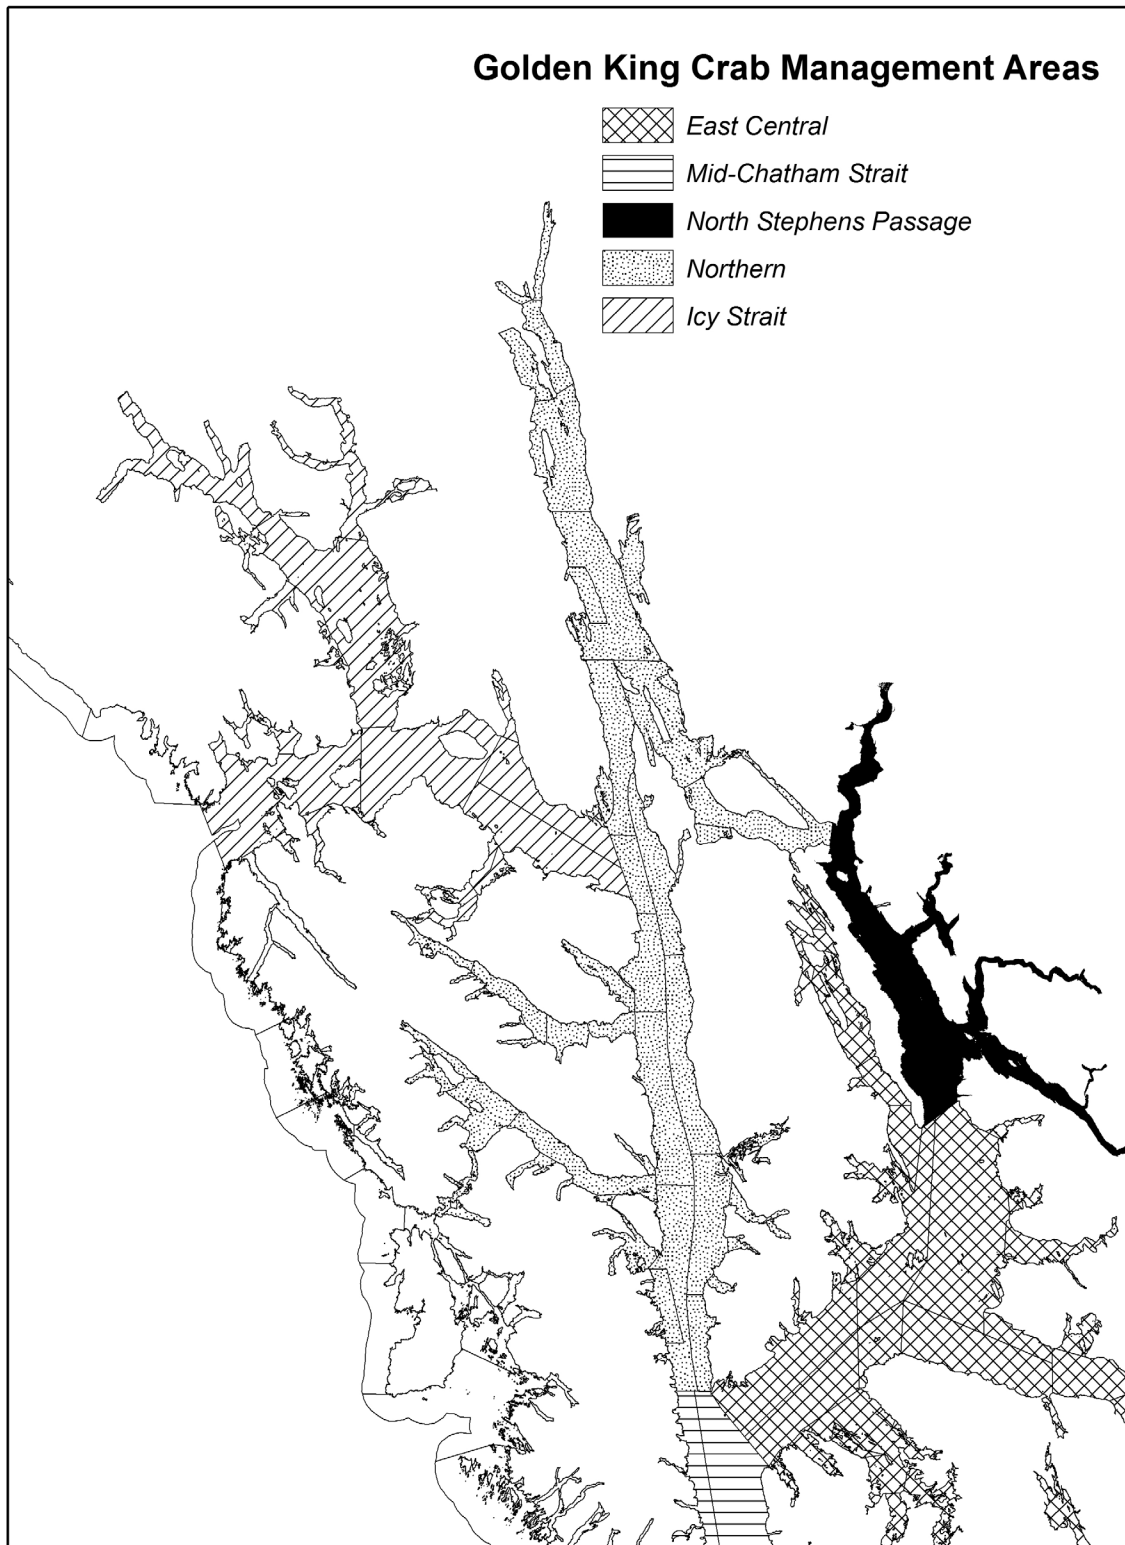 Golden King Crab Management Areas
East Central
Mid-Chatham Strait
North Stephens Passage
Northern
Icy Strait